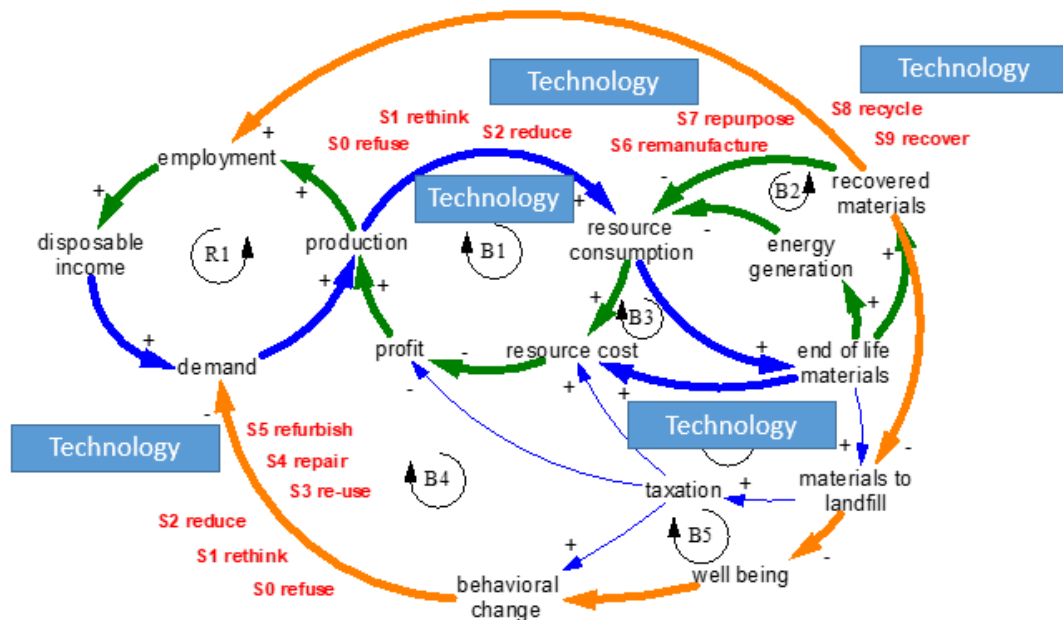 Technology
Technology
S8 recycle
S1 rethink
S7 repurpose
S0 refuse
S2 reduce
S6 remanufacture
S9 recover
+
employment
+
+
-
B2
recovered
materials
Technology
+
disposable
income
R1
production
B1
resource
consumption
-
energy
generation
+
+
+
+
+
B3
+
+
demand
profit
-
resource cost
+
end of life
materials
-
-
+
+
Technology
Technology
S5 refurbish
S4 repair
S3 re-use
B4
taxation
+
+
-
materials to
landfill
S2 reduce
S1 rethink
S0 refuse
+
B5
-
well being
behavioral
change